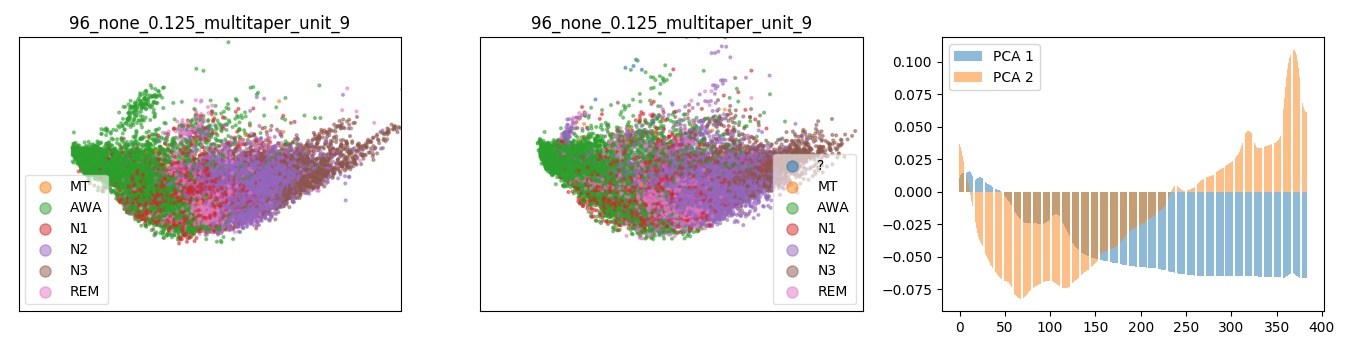 96_none_0.125_multitaper_unit_9
MT
AWA
N1
N2
N3
REM
96_none_0.125_multitaper_unit_9
?
MT
AWA
N1
N2
N3
REM
PCA 1
PCA 2
0.100
0.075
0.050
0.025
0.000
−0.025
−0.050
−0.075
0 50 100 150 200 250 300 350 400